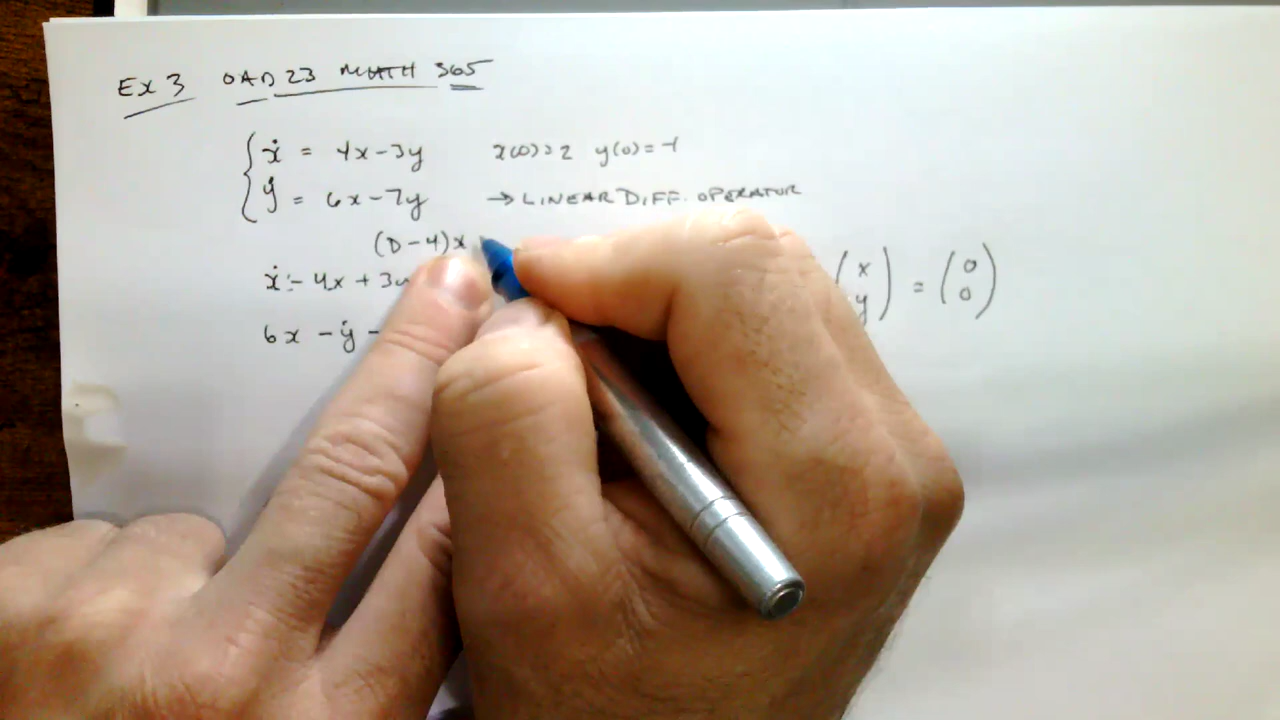 Ex 3 OAD 23 MATH 365
ẋ = 4x - 3y x(0) = 2 y(0) = -1
ẏ = 6x - 7y → LINEAR DIFF. OPERATOR
(D - 4)x
ẋ - 4x + 3y (x y) = (0 0)
6x - ẏ -